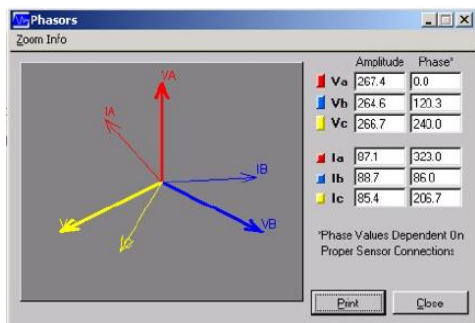 Phasors
Zoom Info
Amplitude Phase*
Va 267.4 0.0
Vb 264.6 120.3
Vc 266.7 240.0
Ia 87.1 323.0
Ib 88.7 86.0
Ic 85.4 206.7
VA
IA
IB
VB
*Phase Values Dependent On
Proper Sensor Connections
Print Close